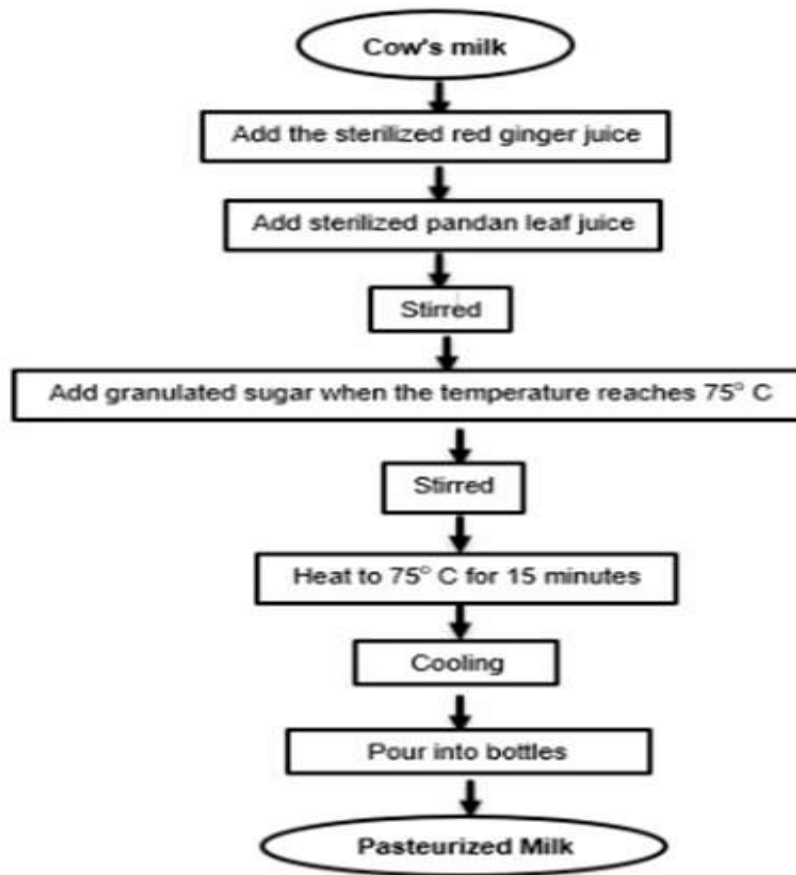 Cow's milk
Add the sterilized red ginger juice
Add sterilized pandan leaf juice
Stirred
Add granulated sugar when the temperature reaches 75° C
Stirred
Heat to 75° C for 15 minutes
Cooling
Pour into bottles
Pasteurized Milk